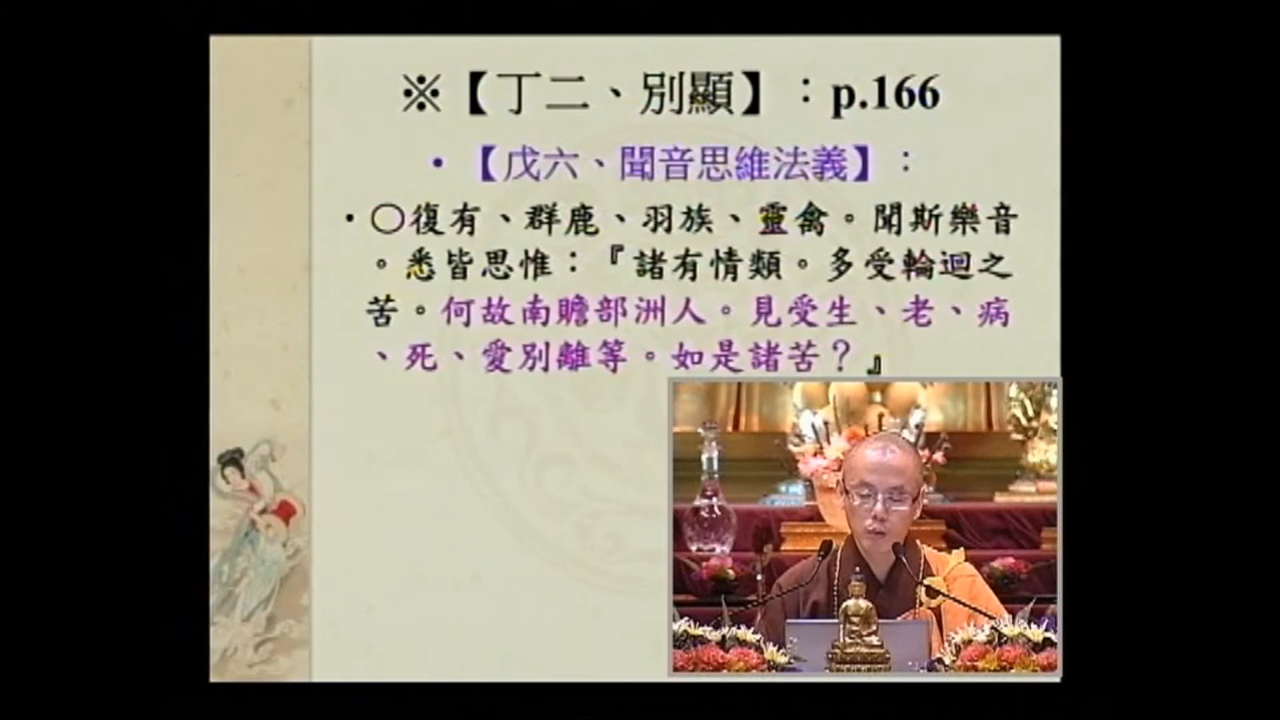 ※【丁二、別顯】：p.166
•【戊六、聞音思維法義】：
•○復有、群鹿、羽族、靈禽。聞斯樂音
。悉皆思惟：『諸有情類。多受輪迴之
苦。何故南贍部洲人。見受生、老、病
、死、愛別離等。如是諸苦？』